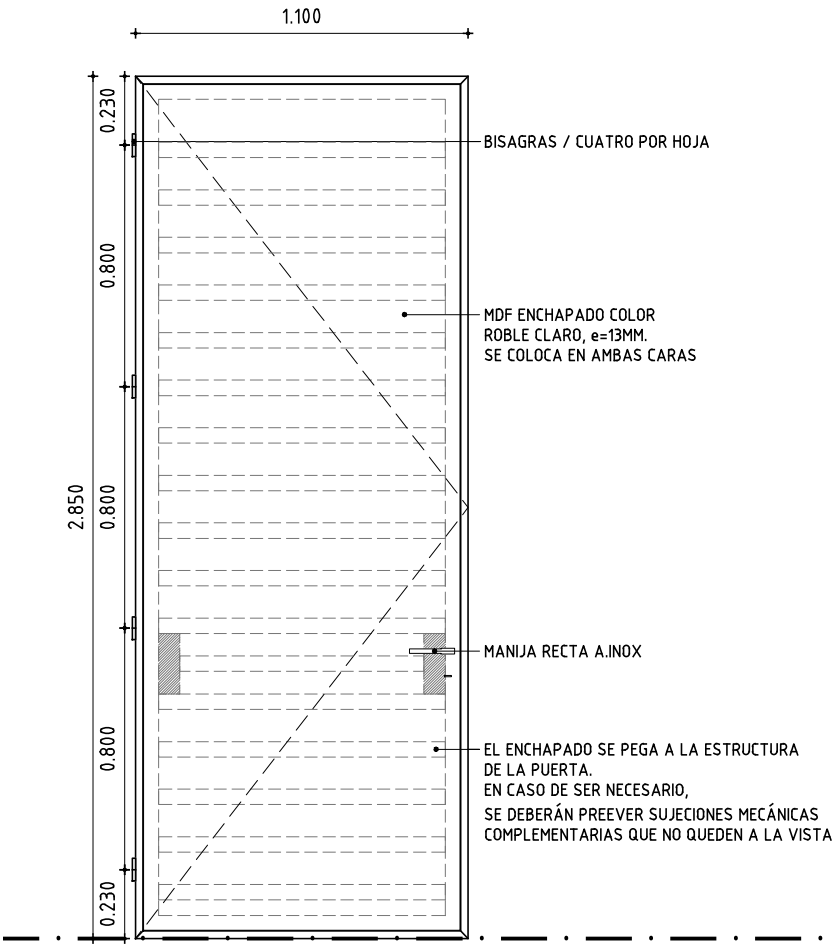 1.100
0.230
BISAGRAS / CUATRO POR HOJA
0.800
MDF ENCHAPADO COLOR
ROBLE CLARO, e=13MM.
SE COLOCA EN AMBAS CARAS
2.850
0.800
MANIJA RECTA A.INOX
0.800
EL ENCHAPADO SE PEGA A LA ESTRUCTURA
DE LA PUERTA.
EN CASO DE SER NECESARIO,
SE DEBERÁN PREEVER SUJECIONES MECÁNICAS
COMPLEMENTARIAS QUE NO QUEDEN A LA VISTA
0.230